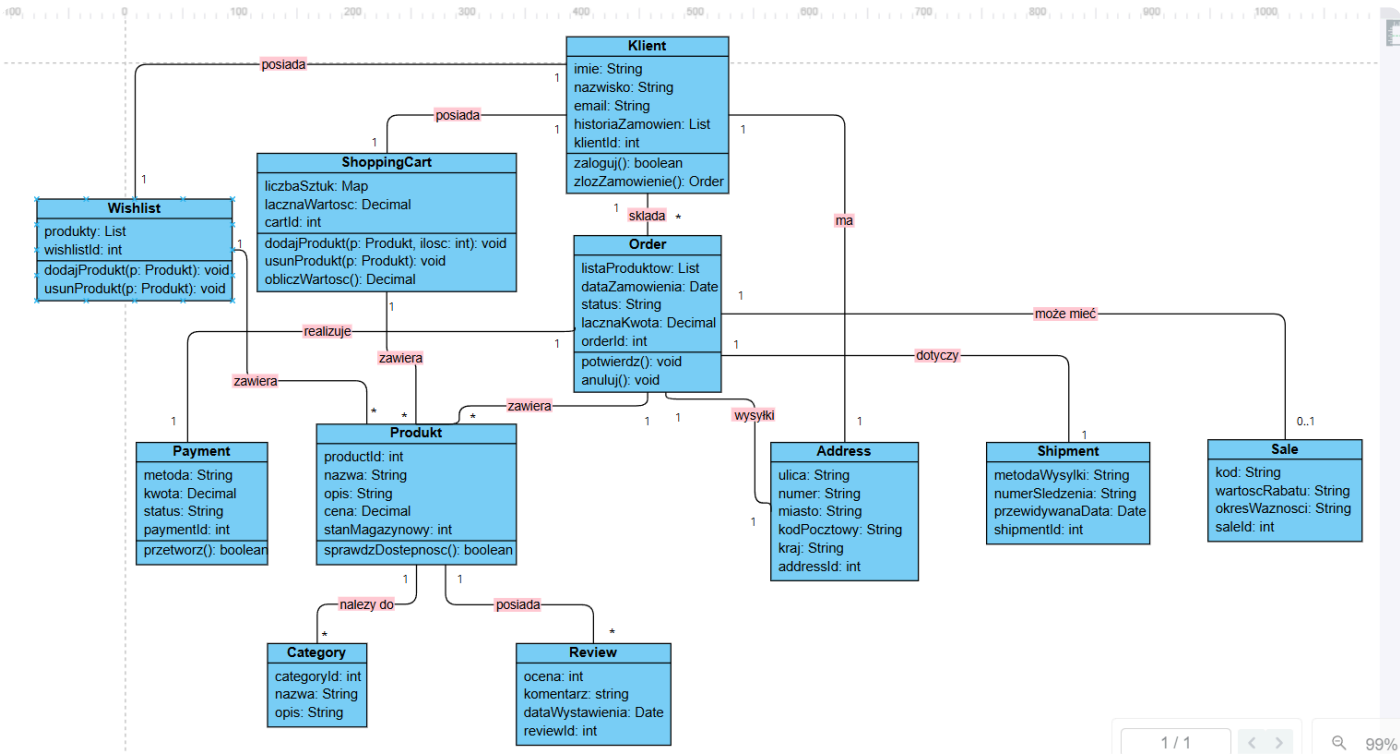 -100 0 100 200 300 400 500 600 700 800 900 1000
Klient
imie: String
nazwisko: String
email: String
historiaZamowien: List
klientId: int
zaloguj(): boolean
zlozZamowienie(): Order
posiada
1
1
posiada
1
1
1
ma
1
1
sklada
*
ShoppingCart
liczbaSztuk: Map
lacznaWartosc: Decimal
cartId: int
dodajProdukt(p: Produkt, ilosc: int): void
usunProdukt(p: Produkt): void
obliczWartosc(): Decimal
Wishlist
produkty: List
wishlistId: int
dodajProdukt(p: Produkt): void
usunProdukt(p: Produkt): void
1
Order
listaProduktow: List
dataZamowienia: Date
status: String
lacznaKwota: Decimal
orderId: int
potwierdz(): void
anuluj(): void
1
może mieć
0..1
1
dotyczy
1
1
realizuje
1
1
zawiera
*
zawiera
*
zawiera
*
1
1
wysyłki
1
Payment
metoda: String
kwota: Decimal
status: String
paymentId: int
przetworz(): boolean
Produkt
productId: int
nazwa: String
opis: String
cena: Decimal
stanMagazynowy: int
sprawdzDostepnosc(): boolean
Address
ulica: String
numer: String
miasto: String
kodPocztowy: String
kraj: String
addressId: int
Shipment
metodaWysylki: String
numerSledzenia: String
przewidywanaData: Date
shipmentId: int
Sale
kod: String
wartoscRabatu: String
okresWaznosci: String
saleId: int
1
nalezy do
*
1
posiada
*
Category
categoryId: int
nazwa: String
opis: String
Review
ocena: int
komentarz: string
dataWystawienia: Date
reviewId: int
1 / 1
99%